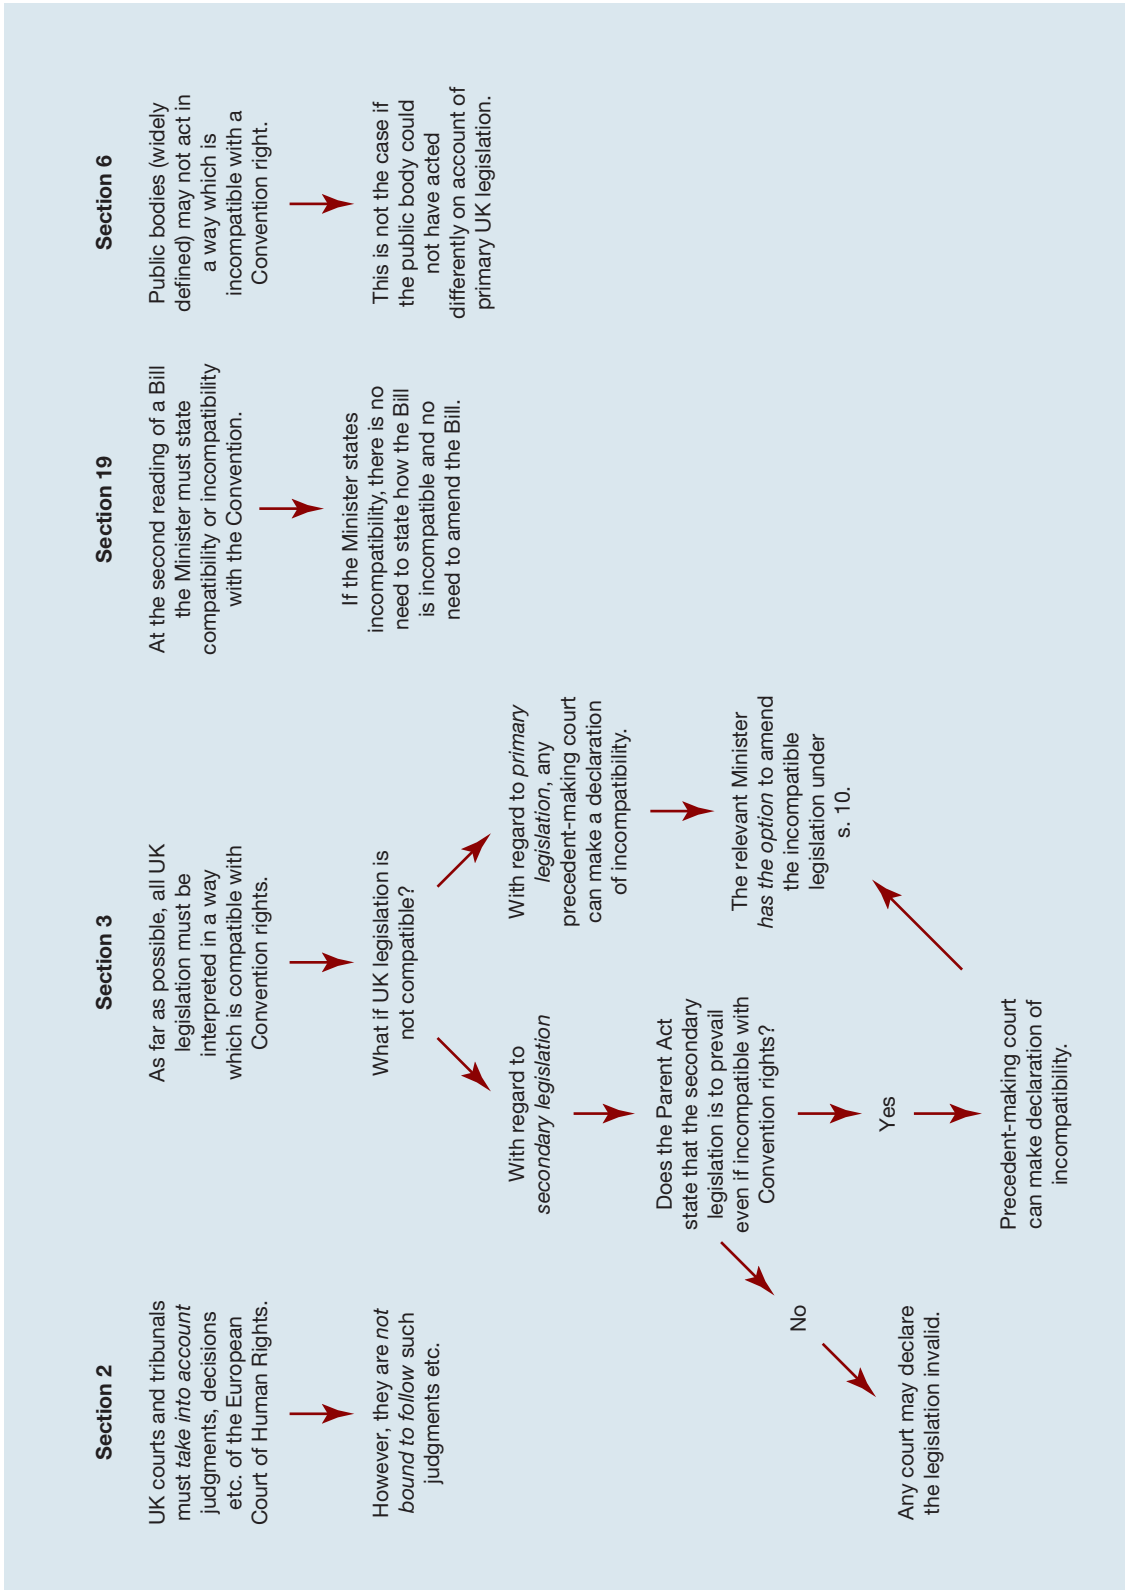 Section 2
UK courts and tribunals
must take into account
judgments, decisions
etc. of the European
Court of Human Rights.
However, they are not
bound to follow such
judgments etc.
Section 3
As far as possible, all UK
legislation must be
interpreted in a way
which is compatible with
Convention rights.
What if UK legislation is
not compatible?
With regard to
secondary legislation
Does the Parent Act
state that the secondary
legislation is to prevail
even if incompatible with
Convention rights?
No
Any court may declare
the legislation invalid.
Yes
Precedent-making court
can make declaration of
incompatibility.
With regard to primary
legislation, any
precedent-making court
can make a declaration
of incompatibility.
The relevant Minister
has the option to amend
the incompatible
legislation under
s. 10.
Section 19
At the second reading of a Bill
the Minister must state
compatibility or incompatibility
with the Convention.
If the Minister states
incompatibility, there is no
need to state how the Bill
is incompatible and no
need to amend the Bill.
Section 6
Public bodies (widely
defined) may not act in
a way which is
incompatible with a
Convention right.
This is not the case if
the public body could
not have acted
differently on account of
primary UK legislation.